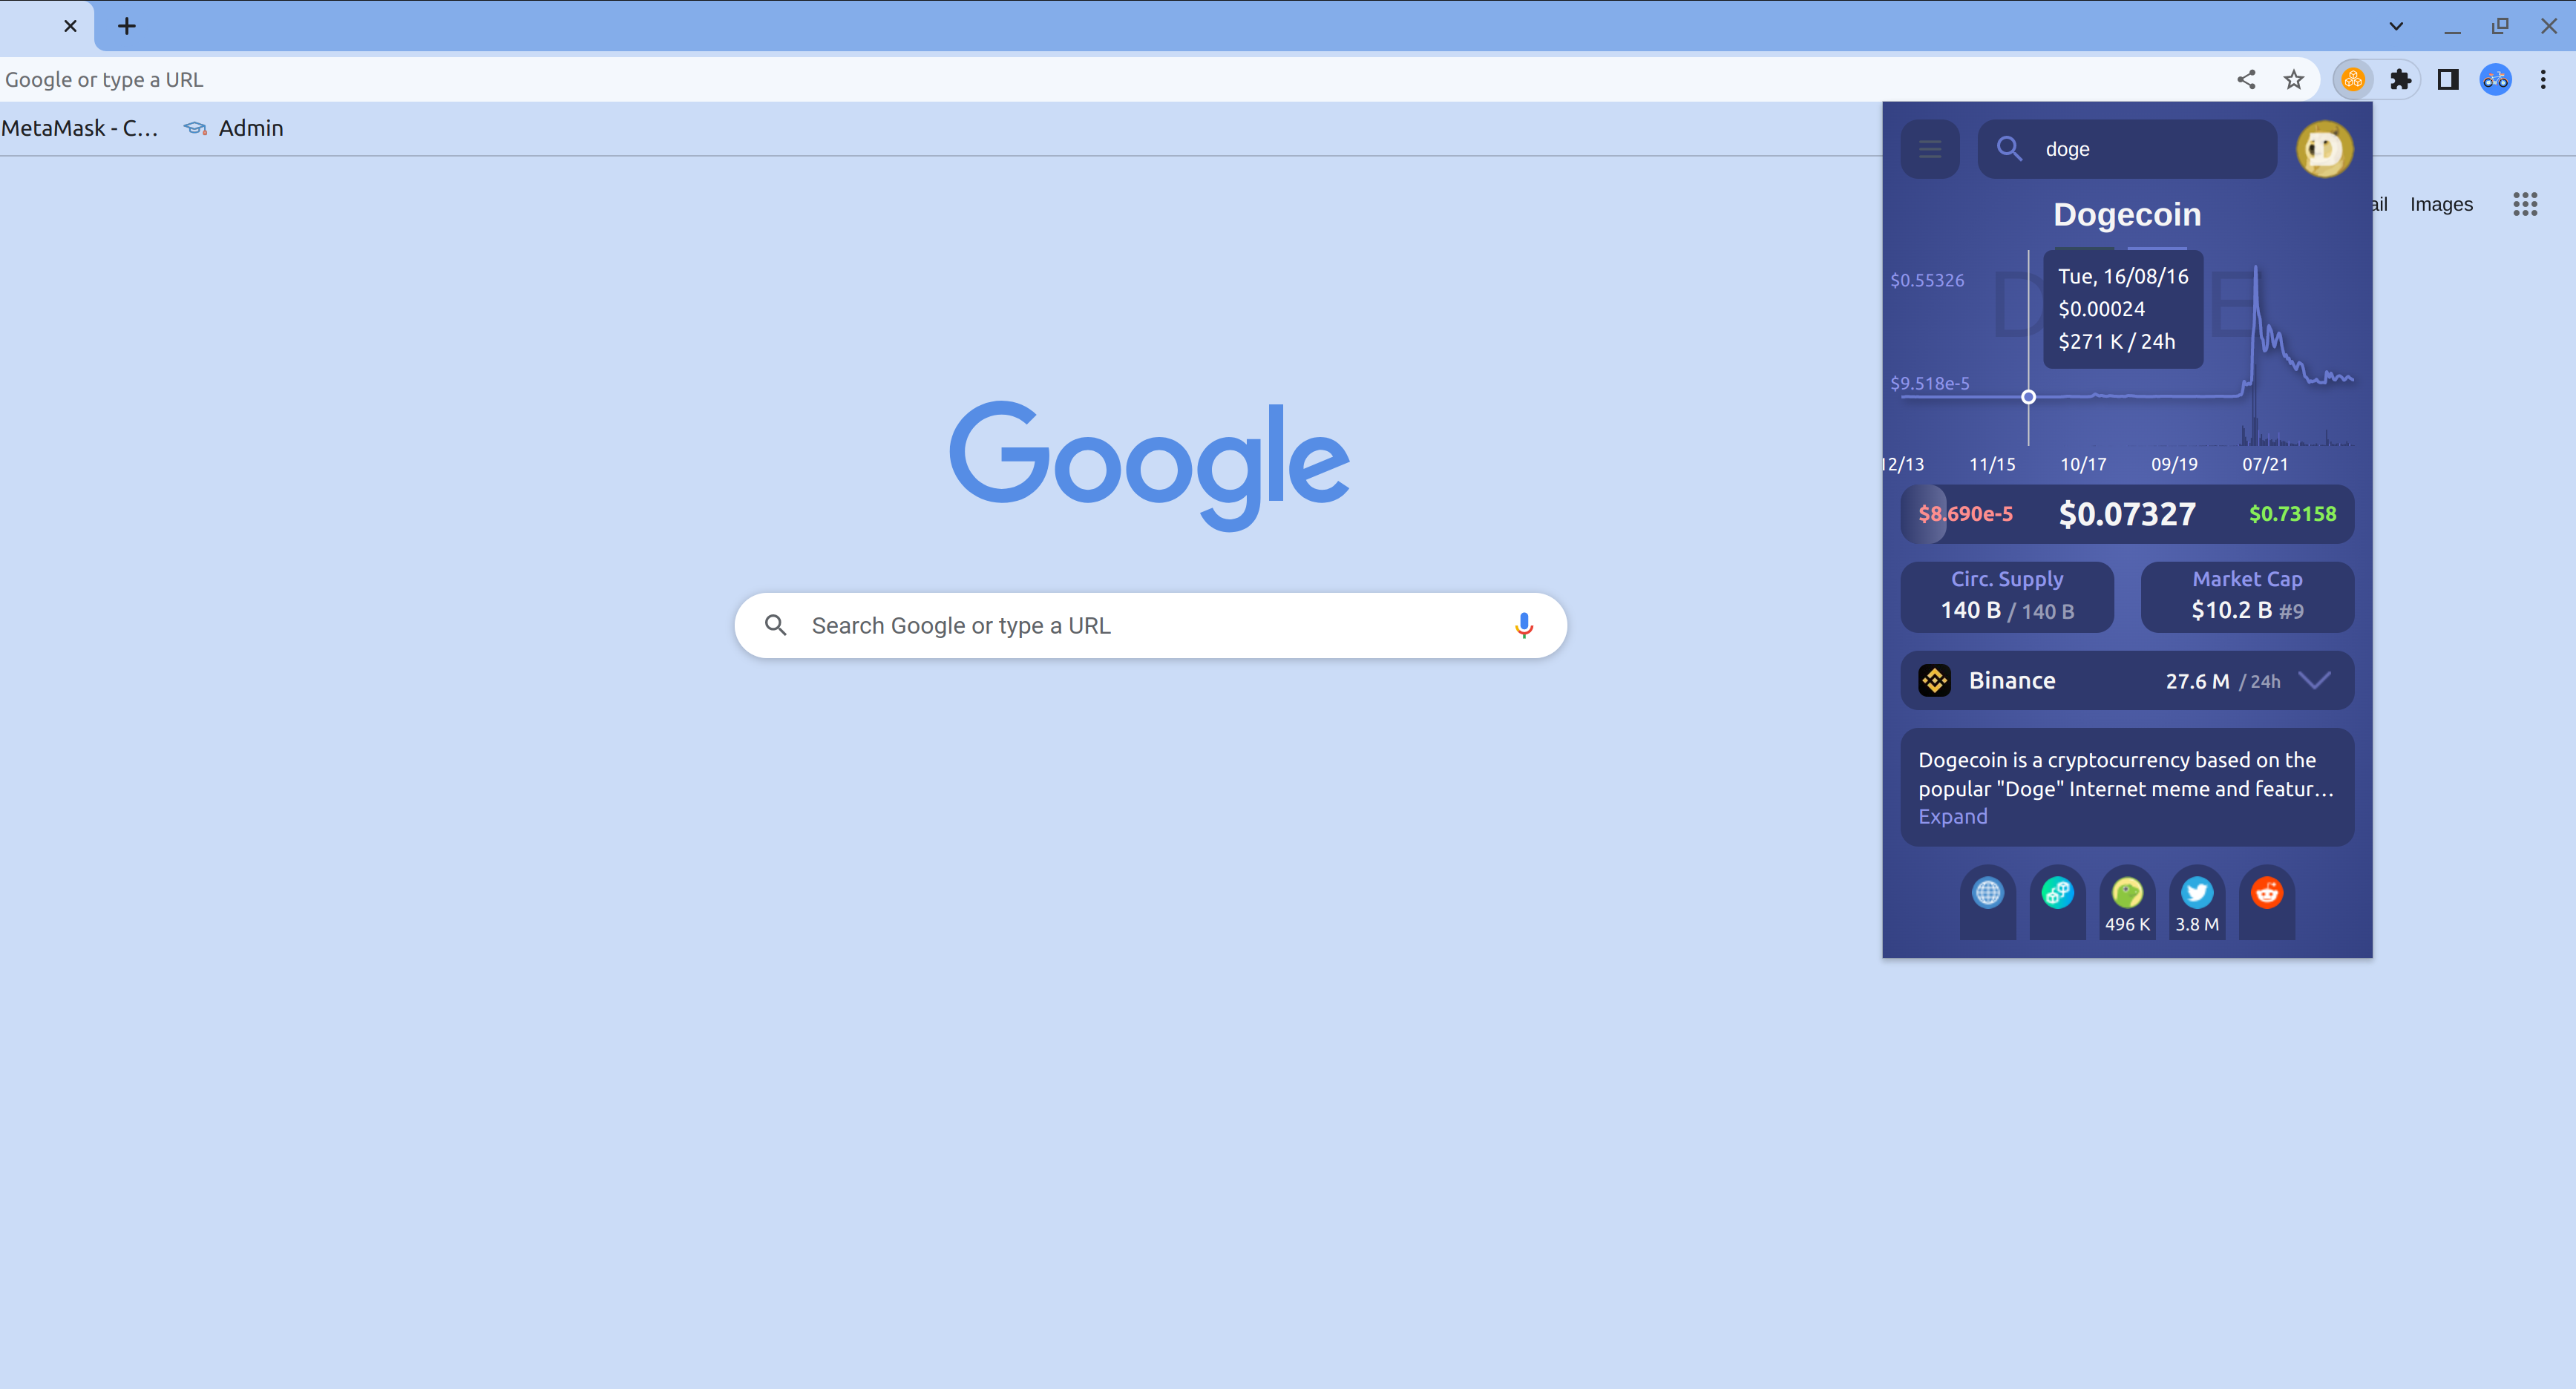 Google or type a URL
MetaMask - C...
Admin
doge
Dogecoin
ail
Images
Tue, 16/08/16
$0.00024
$271 K / 24h
$0.55326
D E
$9.518e-5
12/13 11/15 10/17 09/19 07/21
$8.690e-5 $0.07327 $0.73158
Circ. Supply
140 B / 140 B
Market Cap
$10.2 B #9
Binance 27.6 M / 24h
Dogecoin is a cryptocurrency based on the
popular "Doge" Internet meme and featur...
Expand
496 K
3.8 M
Google
Search Google or type a URL